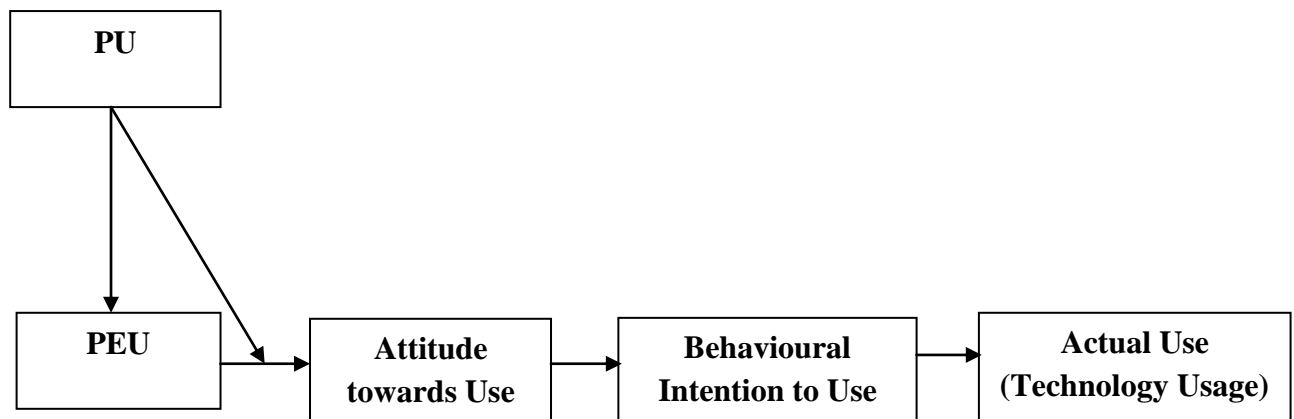 PU
PEU
Attitude
towards Use
Behavioural
Intention to Use
Actual Use
(Technology Usage)